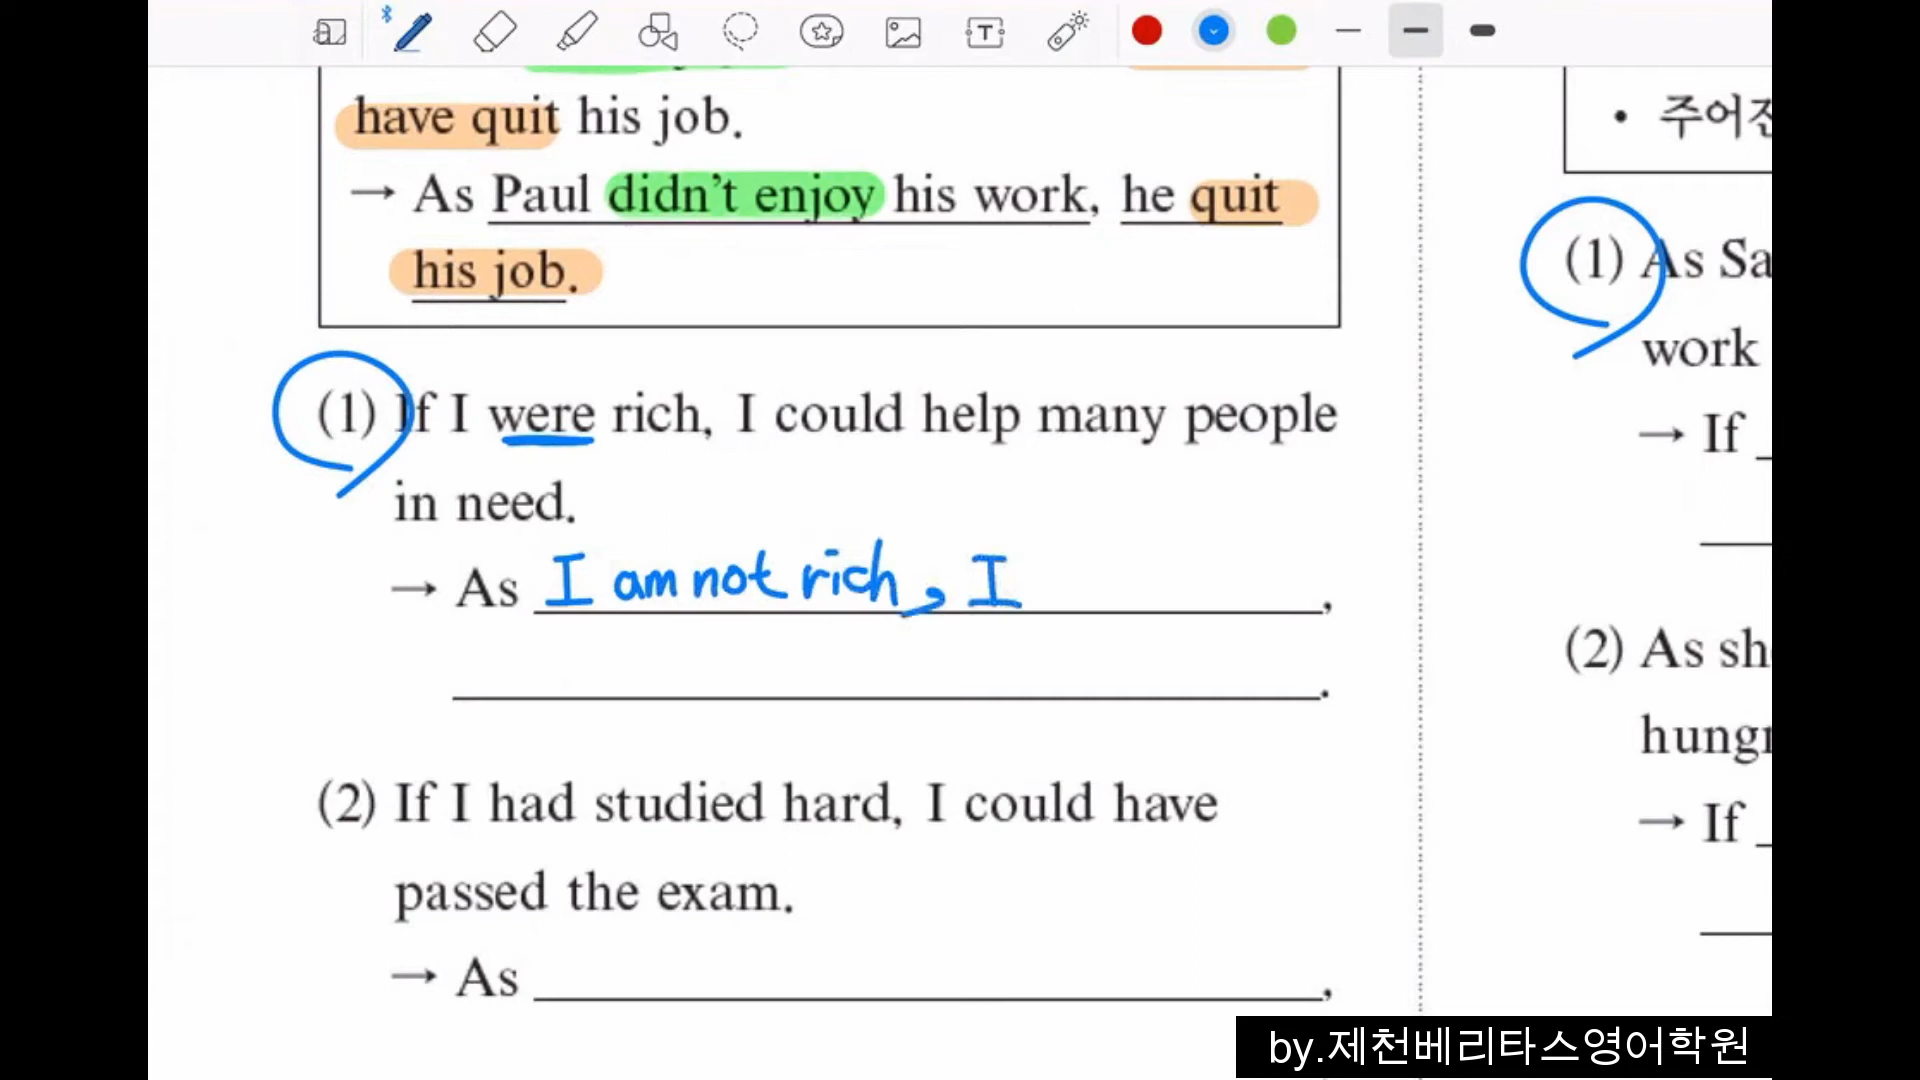 have quit his job.
→ As Paul didn't enjoy his work, he quit
his job.
(1) If I were rich, I could help many people
in need.
→ As I am not rich, I ,
.
(2) If I had studied hard, I could have
passed the exam.
→ As ,
• 주어진
(1) As Sa
work
→ If
(2) As sh
hungr
→ If
by.제천베리타스영어학원